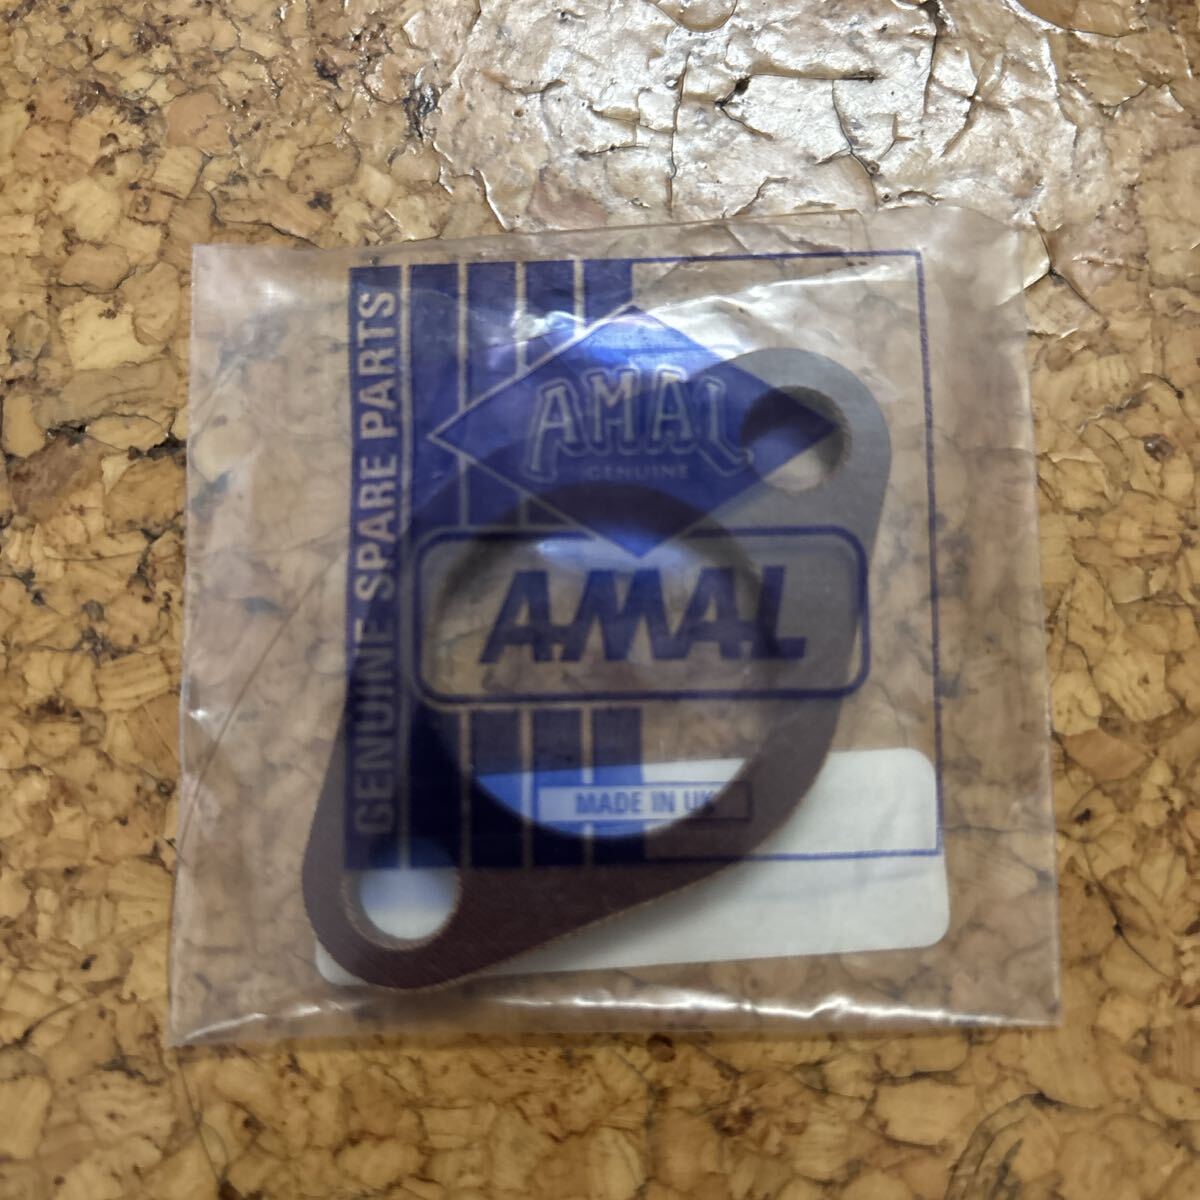 GENUINE SPARE PARTS
AMAL
GENUINE
AMAL
MADE IN UK